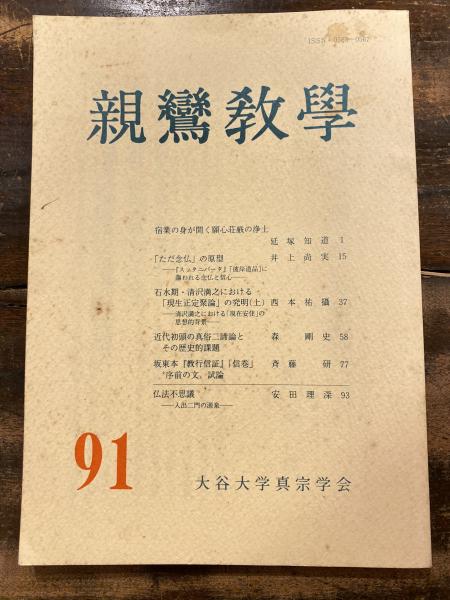 ISSN 0559-0567
親鸞敎學
宿業の身が聞く願心荘厳の浄土
延塚知道 1
「ただ念仏」の原型 井上尚実 15
——『スッタニパータ』「彼岸道品」に
顕われる念仏と信心——
石水期・清沢満之における
「現生正定聚論」の発明(上) 西本祐攝 37
——清沢満之における「現在安住」の
思想的背景——
近代初頭の真俗二諦論と 森剛史 58
その歴史的課題
坂東本『教行信証』「信巻」 斉藤研 77
"序前の文"試論
仏法不思議 安田理深 93
——入出二門の源泉——
91
大谷大学真宗学会